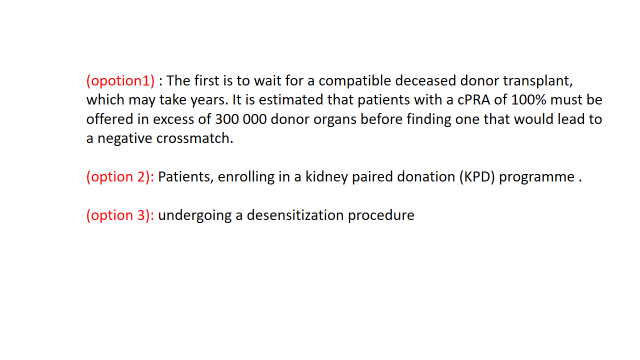 (opotion1) : The first is to wait for a compatible deceased donor transplant,
which may take years. It is estimated that patients with a cPRA of 100% must be
offered in excess of 300 000 donor organs before finding one that would lead to
a negative crossmatch.
(option 2): Patients, enrolling in a kidney paired donation (KPD) programme .
(option 3): undergoing a desensitization procedure